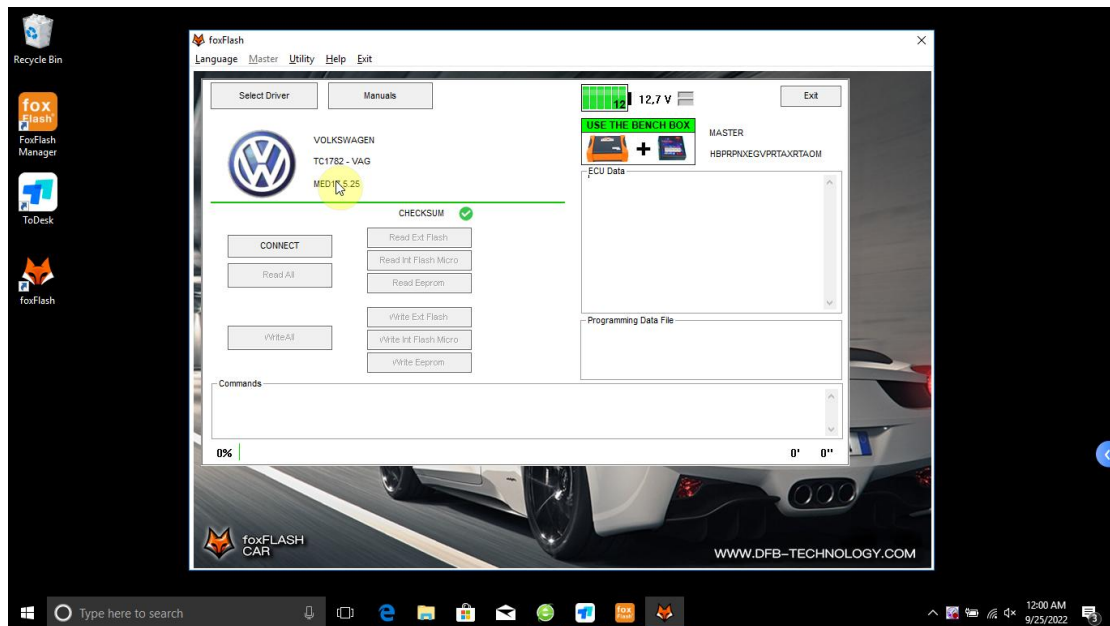 Recycle Bin
fox
Flash
FoxFlash
Manager
ToDesk
foxFlash
foxFlash
Language Master Utility Help Exit
Select Driver
Manuals
12
12,7 V
Exit
USE THE BENCH BOX
MASTER
HBPRPNXEGVPRTAXRTAOM
VOLKSWAGEN
TC1782 - VAG
MED17.5.25
ECU Data
CHECKSUM
CONNECT
Read All
Read Ext Flash
Read Int Flash Micro
Read Eeprom
WriteAll
Write Ext Flash
Write Int Flash Micro
Write Eeprom
Programming Data File
Commands
0%
0' 0''
foxFLASH
CAR
WWW.DFB-TECHNOLOGY.COM
Type here to search
fox
Flash
12:00 AM
9/25/2022
3